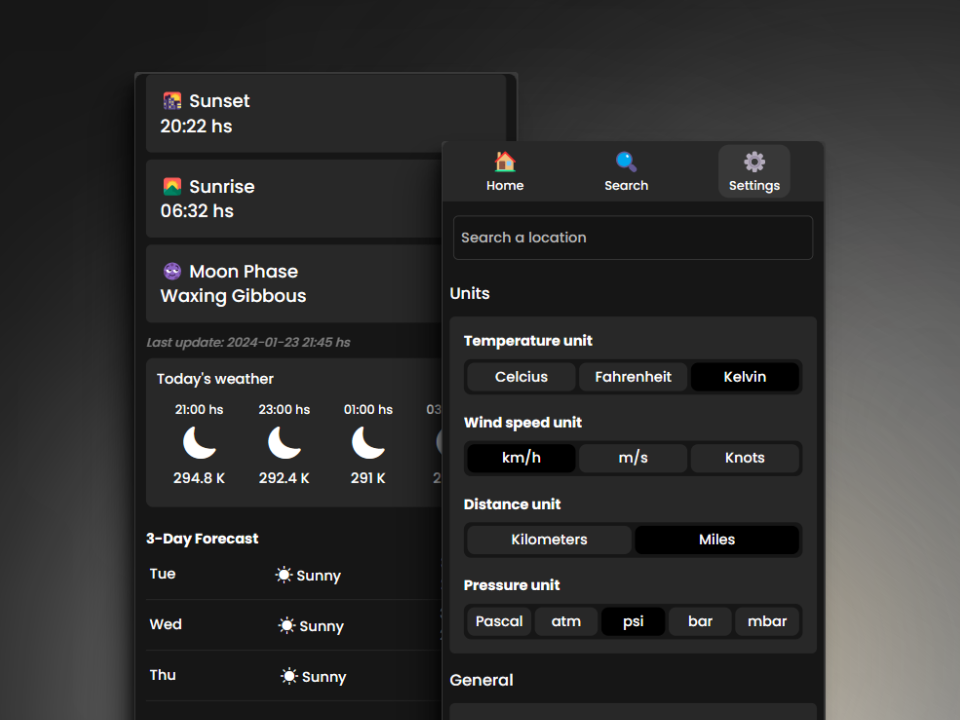 Sunset
20:22 hs
Sunrise
06:32 hs
Moon Phase
Waxing Gibbous
Last update: 2024-01-23 21:45 hs
Today's weather
21:00 hs 23:00 hs 01:00 hs 03
294.8 K 292.4 K 291 K 2
3-Day Forecast
Tue Sunny
Wed Sunny
Thu Sunny
Home Search Settings
Search a location
Units
Temperature unit
Celcius Fahrenheit Kelvin
Wind speed unit
km/h m/s Knots
Distance unit
Kilometers Miles
Pressure unit
Pascal atm psi bar mbar
General